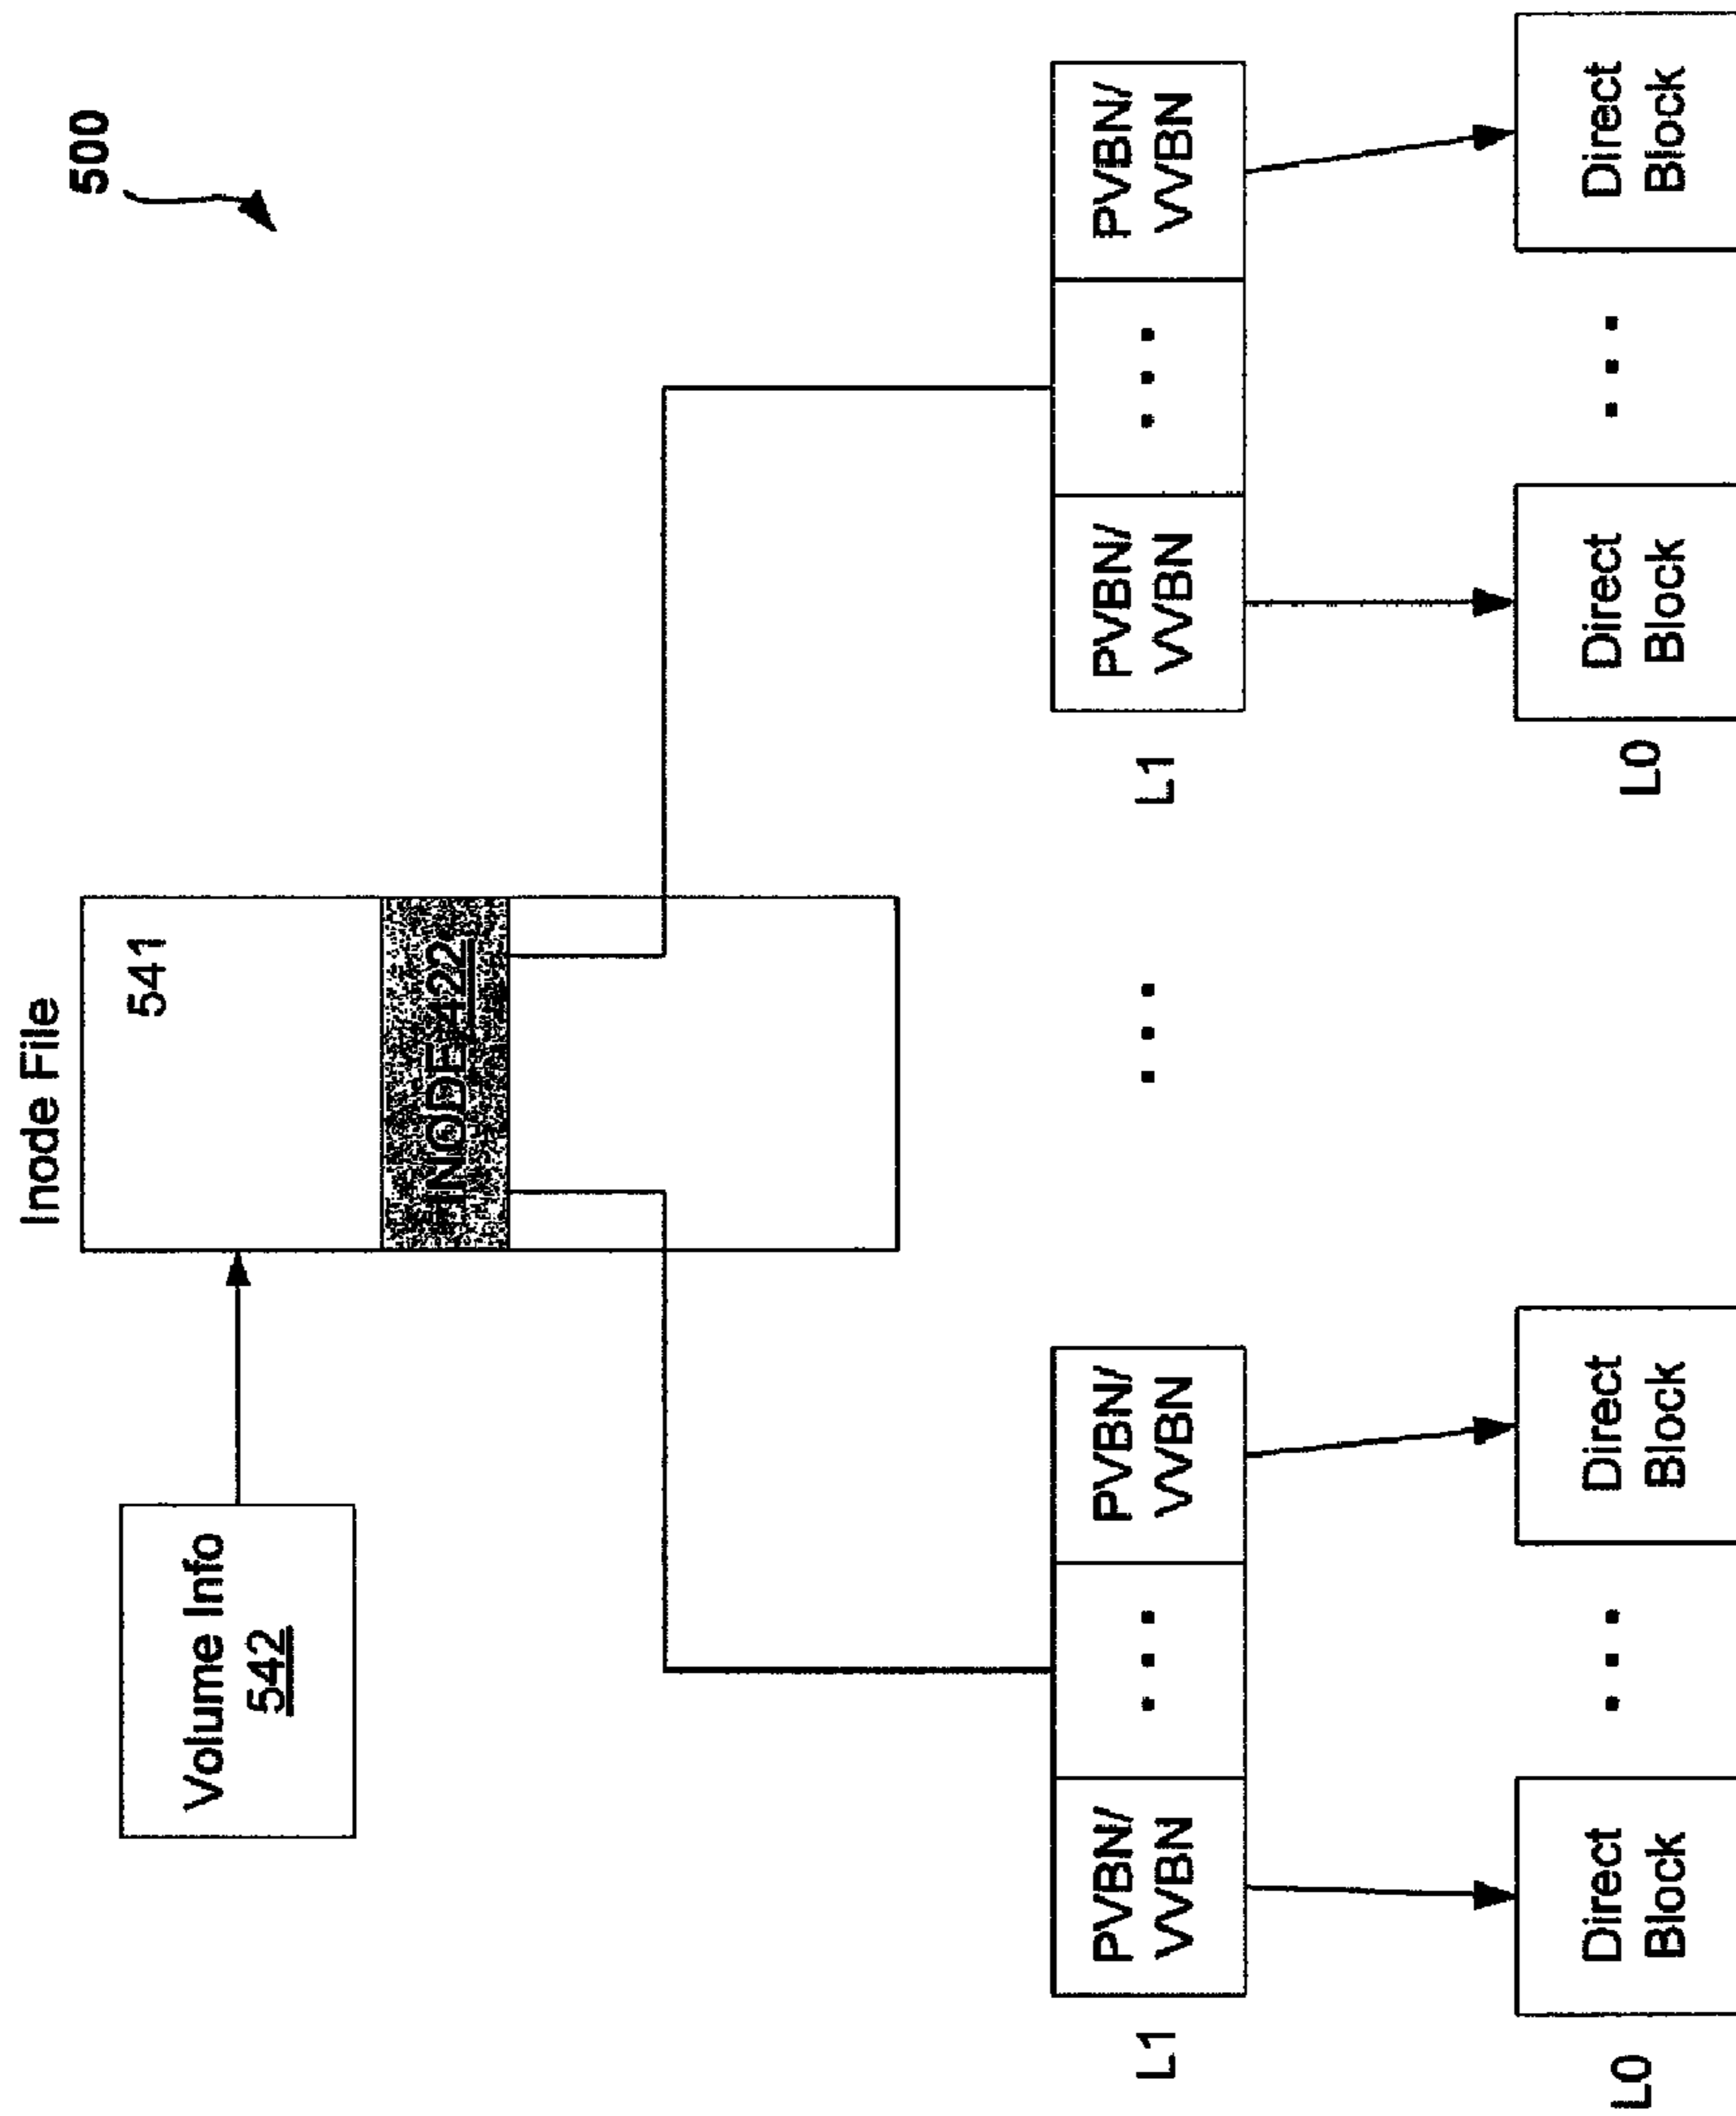 Inode File
500
Volume Info
542
541
INODE 422
L1
PVBN/
VVBN
. . .
PVBN/
VVBN
. . .
L1
PVBN/
VVBN
. . .
PVBN/
VVBN
L0
Direct
Block
. . .
Direct
Block
L0
Direct
Block
. . .
Direct
Block